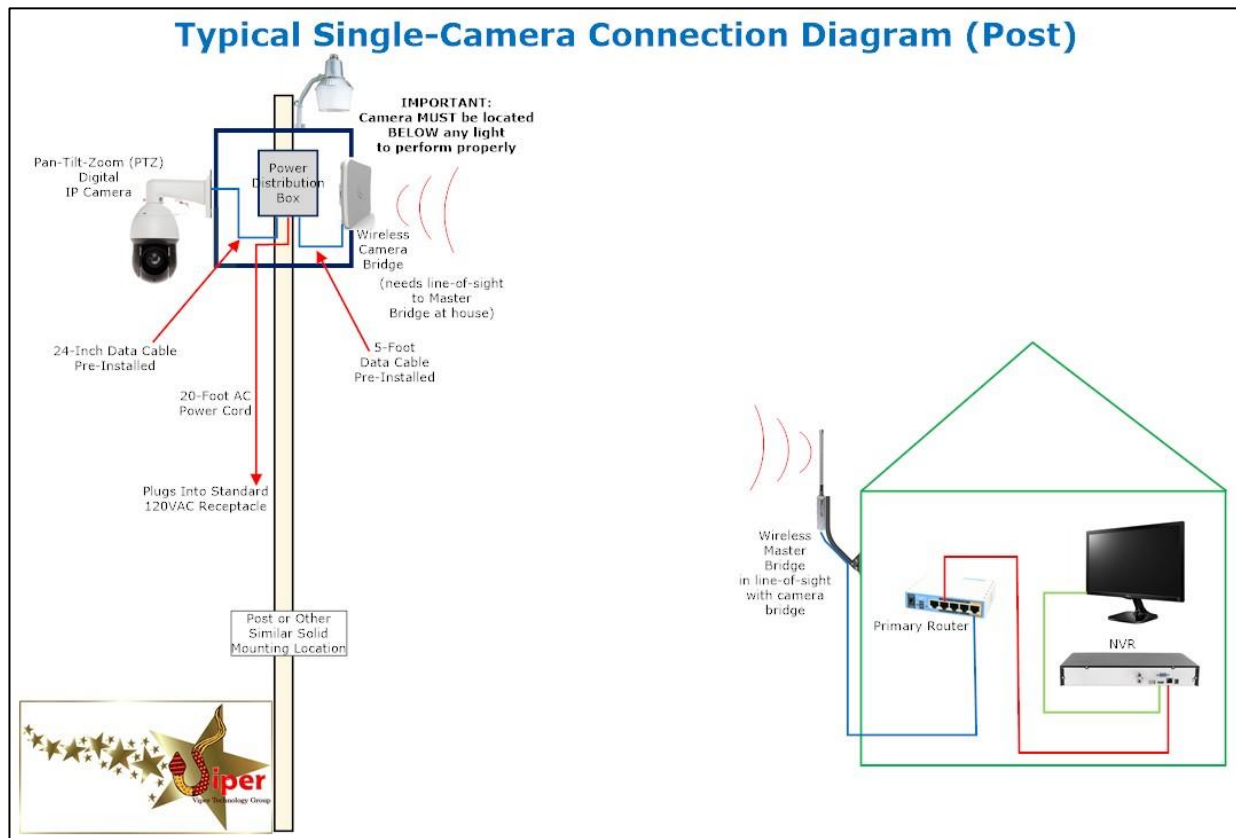 Typical Single-Camera Connection Diagram (Post)
IMPORTANT:
Camera MUST be located
BELOW any light
to perform properly
Pan-Tilt-Zoom (PTZ)
Digital
IP Camera
Power
Distribution
Box
Wireless
Camera
Bridge
(needs line-of-sight
to Master
Bridge at house)
24-Inch Data Cable
Pre-Installed
5-Foot
Data Cable
Pre-Installed
20-Foot AC
Power Cord
Plugs Into Standard
120VAC Receptacle
Wireless
Master
Bridge
in line-of-sight
with camera
bridge
Primary Router
NVR
Post or Other
Similar Solid
Mounting Location
Viper
Viper Technology Group